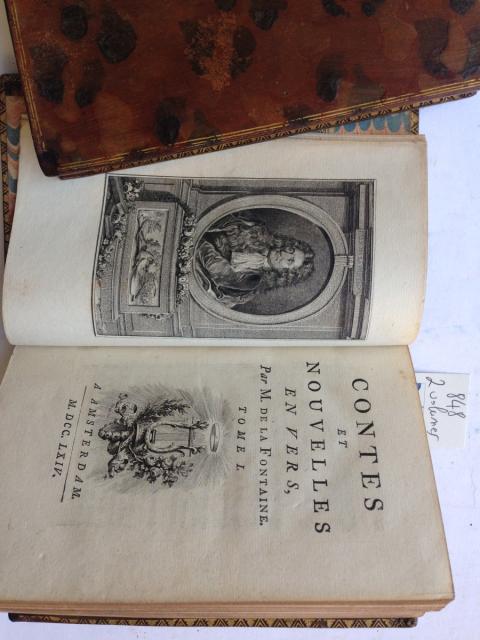 CONTES
ET
NOUVELLES
EN VERS,
Par M. DE LA FONTAINE.
TOME I.
A AMSTERDAM.
M. DCC. LXIV.
848
2 volumes